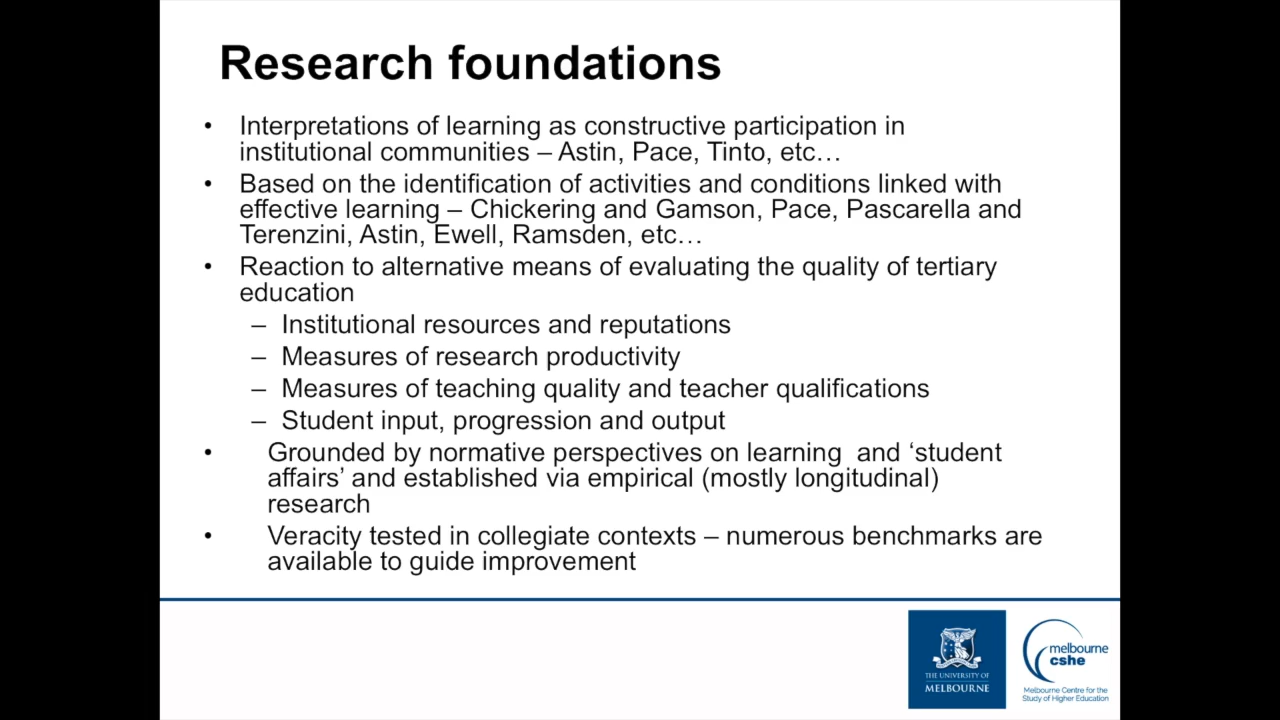 Research foundations
• Interpretations of learning as constructive participation in
institutional communities – Astin, Pace, Tinto, etc…
• Based on the identification of activities and conditions linked with
effective learning – Chickering and Gamson, Pace, Pascarella and
Terenzini, Astin, Ewell, Ramsden, etc…
• Reaction to alternative means of evaluating the quality of tertiary
education
– Institutional resources and reputations
– Measures of research productivity
– Measures of teaching quality and teacher qualifications
– Student input, progression and output
• Grounded by normative perspectives on learning and ‘student
affairs’ and established via empirical (mostly longitudinal)
research
• Veracity tested in collegiate contexts – numerous benchmarks are
available to guide improvement
THE UNIVERSITY OF
MELBOURNE
melbourne
cshe
Melbourne Centre for the
Study of Higher Education